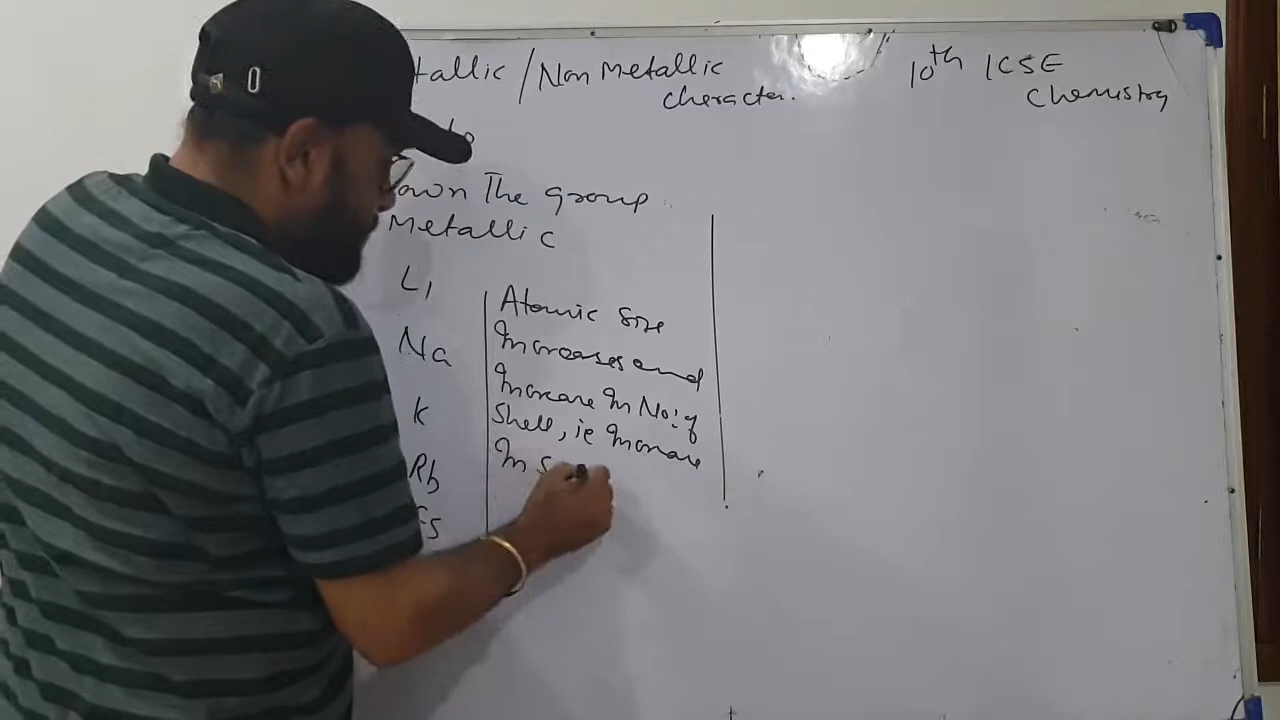 tallic / Non Metallic
character.
10th ICSE
Chemistry
own The group
Metallic
Li
Na
K
Rb
Cs
Atomic Size
Increases and
Increase In No: of
Shell, ie Increase
In S